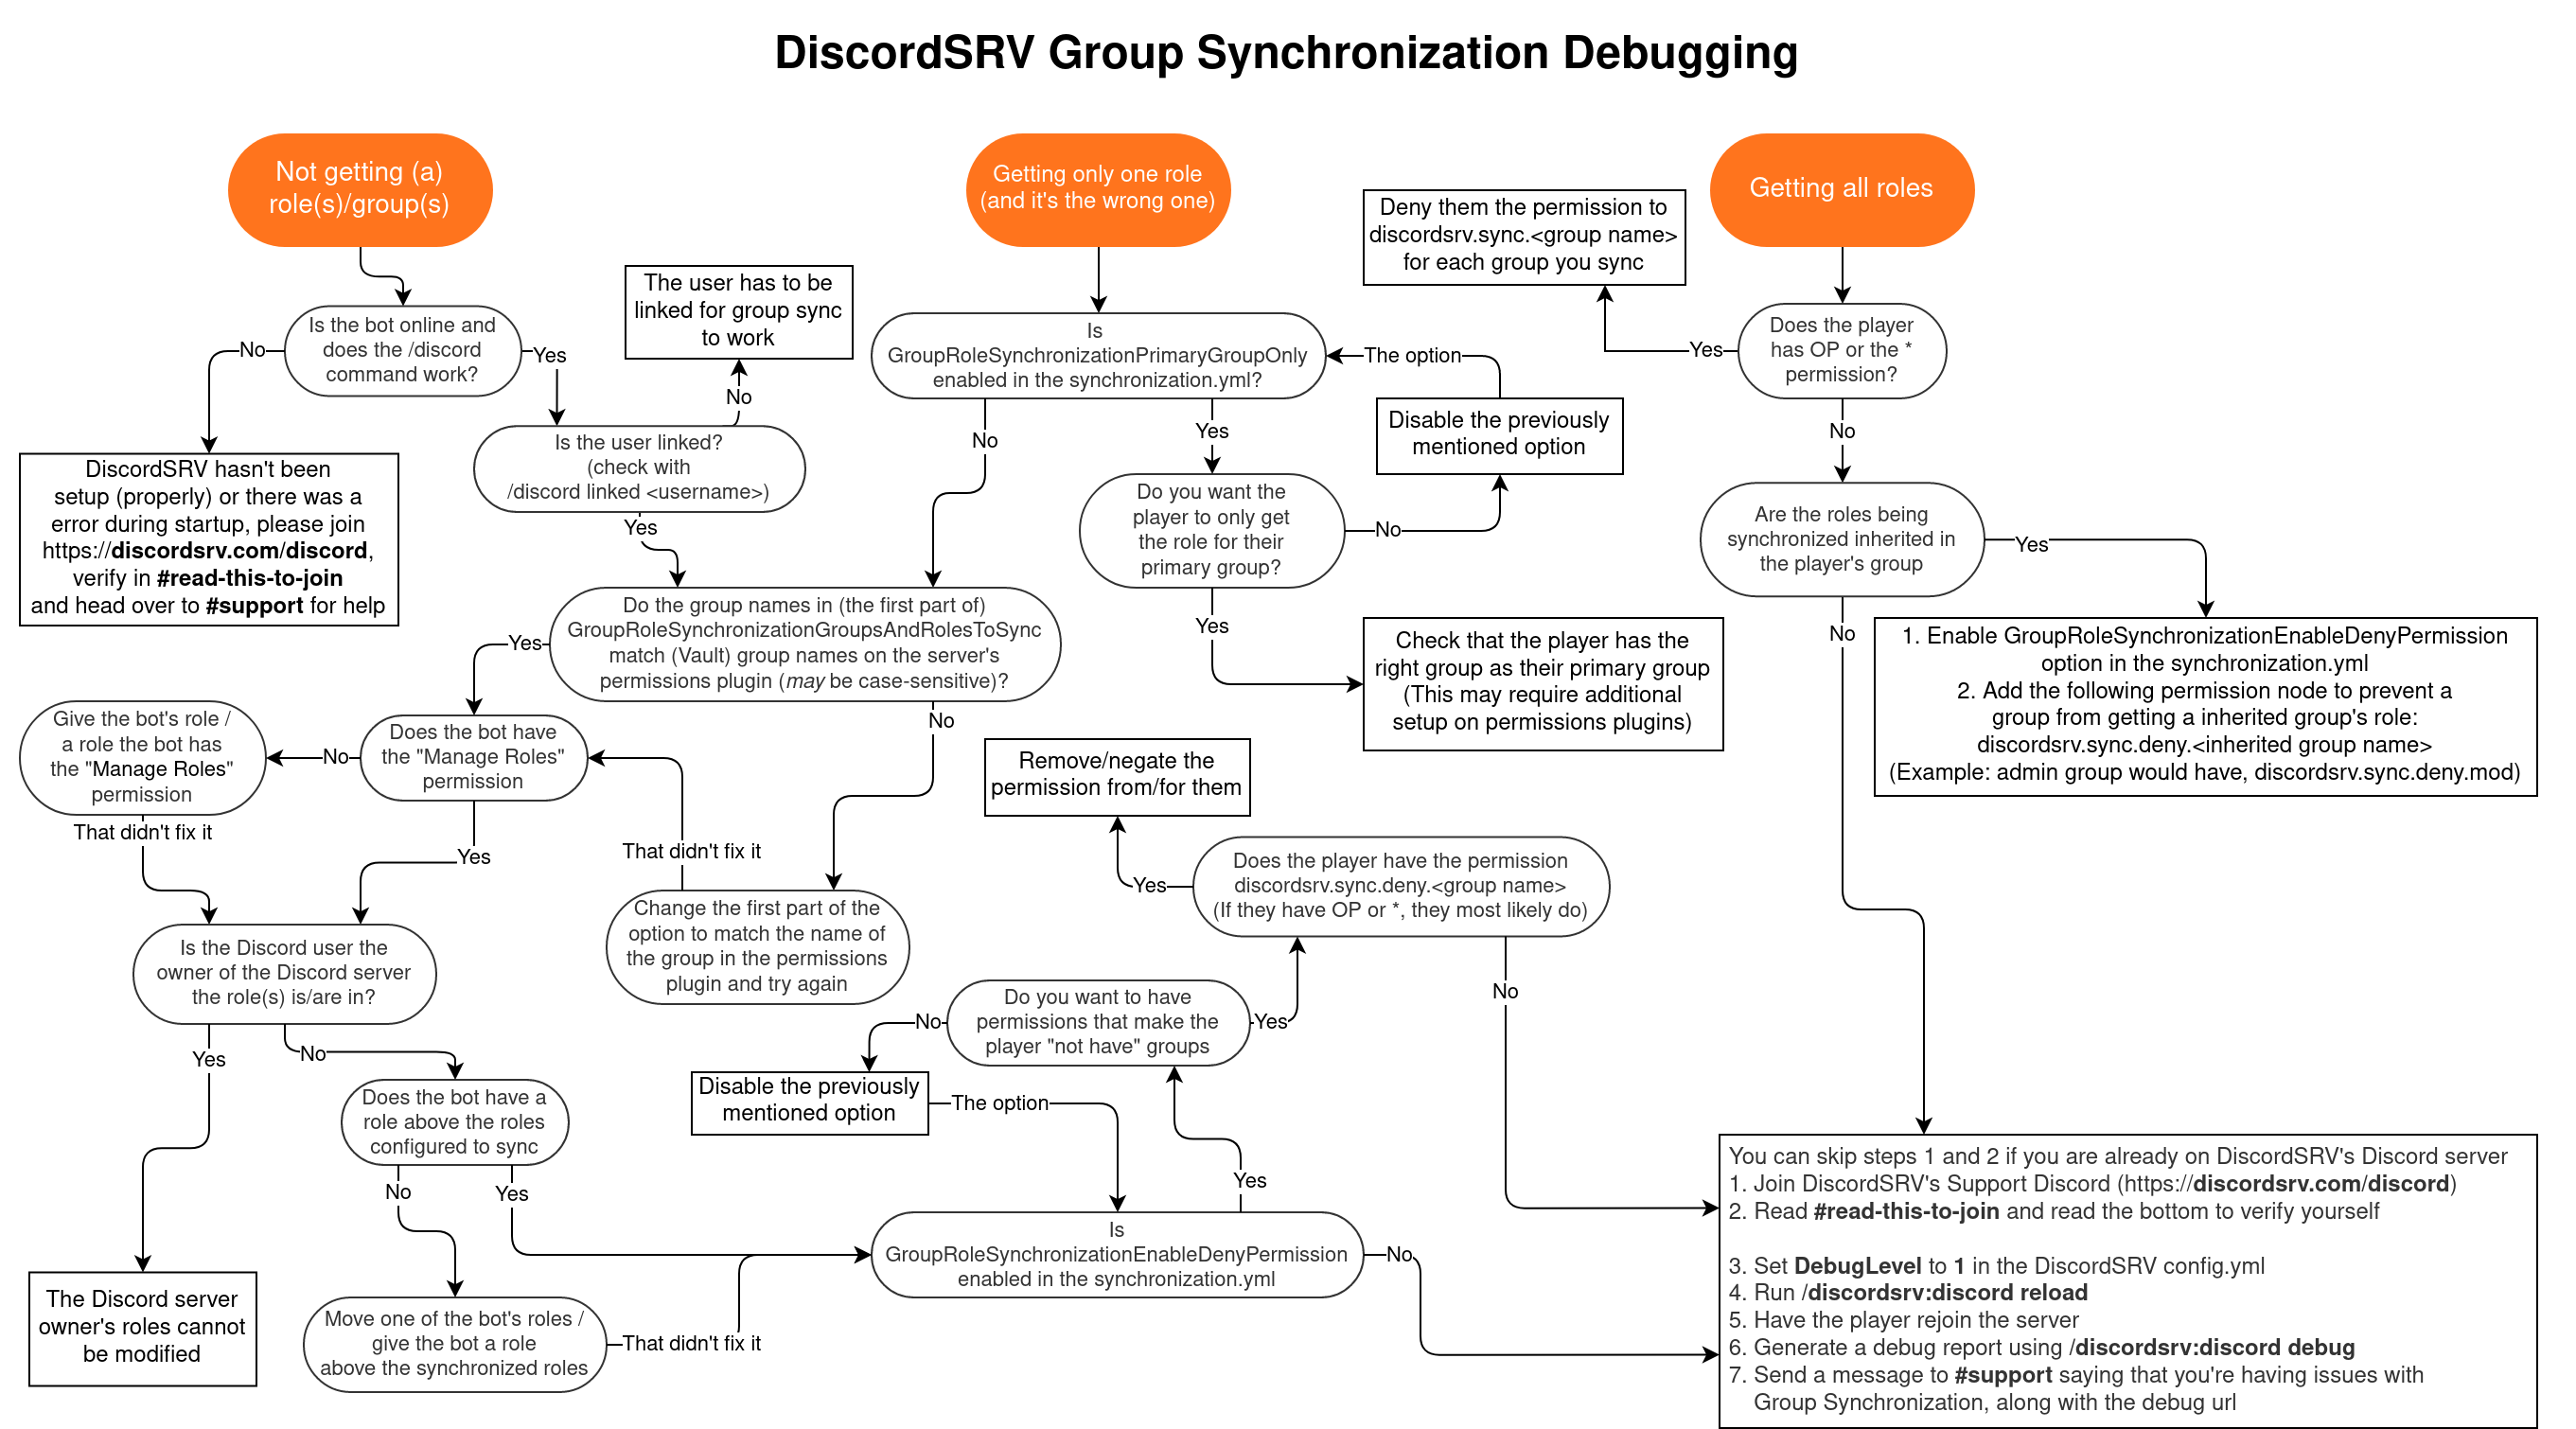 DiscordSRV Group Synchronization Debugging
Not getting (a)
role(s)/group(s)
Getting only one role
(and it's the wrong one)
Getting all roles
Deny them the permission to
discordsrv.sync.<group name>
for each group you sync
Is the bot online and
does the /discord
command work?
No
Yes
The user has to be
linked for group sync
to work
No
Is
GroupRoleSynchronizationPrimaryGroupOnly
enabled in the synchronization.yml?
The option
Yes
Does the player
has OP or the *
permission?
Disable the previously
mentioned option
No
Yes
No
DiscordSRV hasn't been
setup (properly) or there was a
error during startup, please join
https://discordsrv.com/discord,
verify in #read-this-to-join
and head over to #support for help
Is the user linked?
(check with
/discord linked <username>)
Yes
Do you want the
player to only get
the role for their
primary group?
No
Yes
Are the roles being
synchronized inherited in
the player's group
Yes
No
Do the group names in (the first part of)
GroupRoleSynchronizationGroupsAndRolesToSync
match (Vault) group names on the server's
permissions plugin (may be case-sensitive)?
Yes
No
Check that the player has the
right group as their primary group
(This may require additional
setup on permissions plugins)
1. Enable GroupRoleSynchronizationEnableDenyPermission
option in the synchronization.yml
2. Add the following permission node to prevent a
group from getting a inherited group's role:
discordsrv.sync.deny.<inherited group name>
(Example: admin group would have, discordsrv.sync.deny.mod)
Give the bot's role /
a role the bot has
the "Manage Roles"
permission
No
Does the bot have
the "Manage Roles"
permission
That didn't fix it
Yes
That didn't fix it
Remove/negate the
permission from/for them
Yes
Does the player have the permission
discordsrv.sync.deny.<group name>
(If they have OP or *, they most likely do)
No
Change the first part of the
option to match the name of
the group in the permissions
plugin and try again
Is the Discord user the
owner of the Discord server
the role(s) is/are in?
Yes
No
Do you want to have
permissions that make the
player "not have" groups
No
Yes
Disable the previously
mentioned option
The option
Yes
Does the bot have a
role above the roles
configured to sync
No
Yes
Is
GroupRoleSynchronizationEnableDenyPermission
enabled in the synchronization.yml
No
The Discord server
owner's roles cannot
be modified
Move one of the bot's roles /
give the bot a role
above the synchronized roles
That didn't fix it
You can skip steps 1 and 2 if you are already on DiscordSRV's Discord server
1. Join DiscordSRV's Support Discord (https://discordsrv.com/discord)
2. Read #read-this-to-join and read the bottom to verify yourself
3. Set DebugLevel to 1 in the DiscordSRV config.yml
4. Run /discordsrv:discord reload
5. Have the player rejoin the server
6. Generate a debug report using /discordsrv:discord debug
7. Send a message to #support saying that you're having issues with
Group Synchronization, along with the debug url